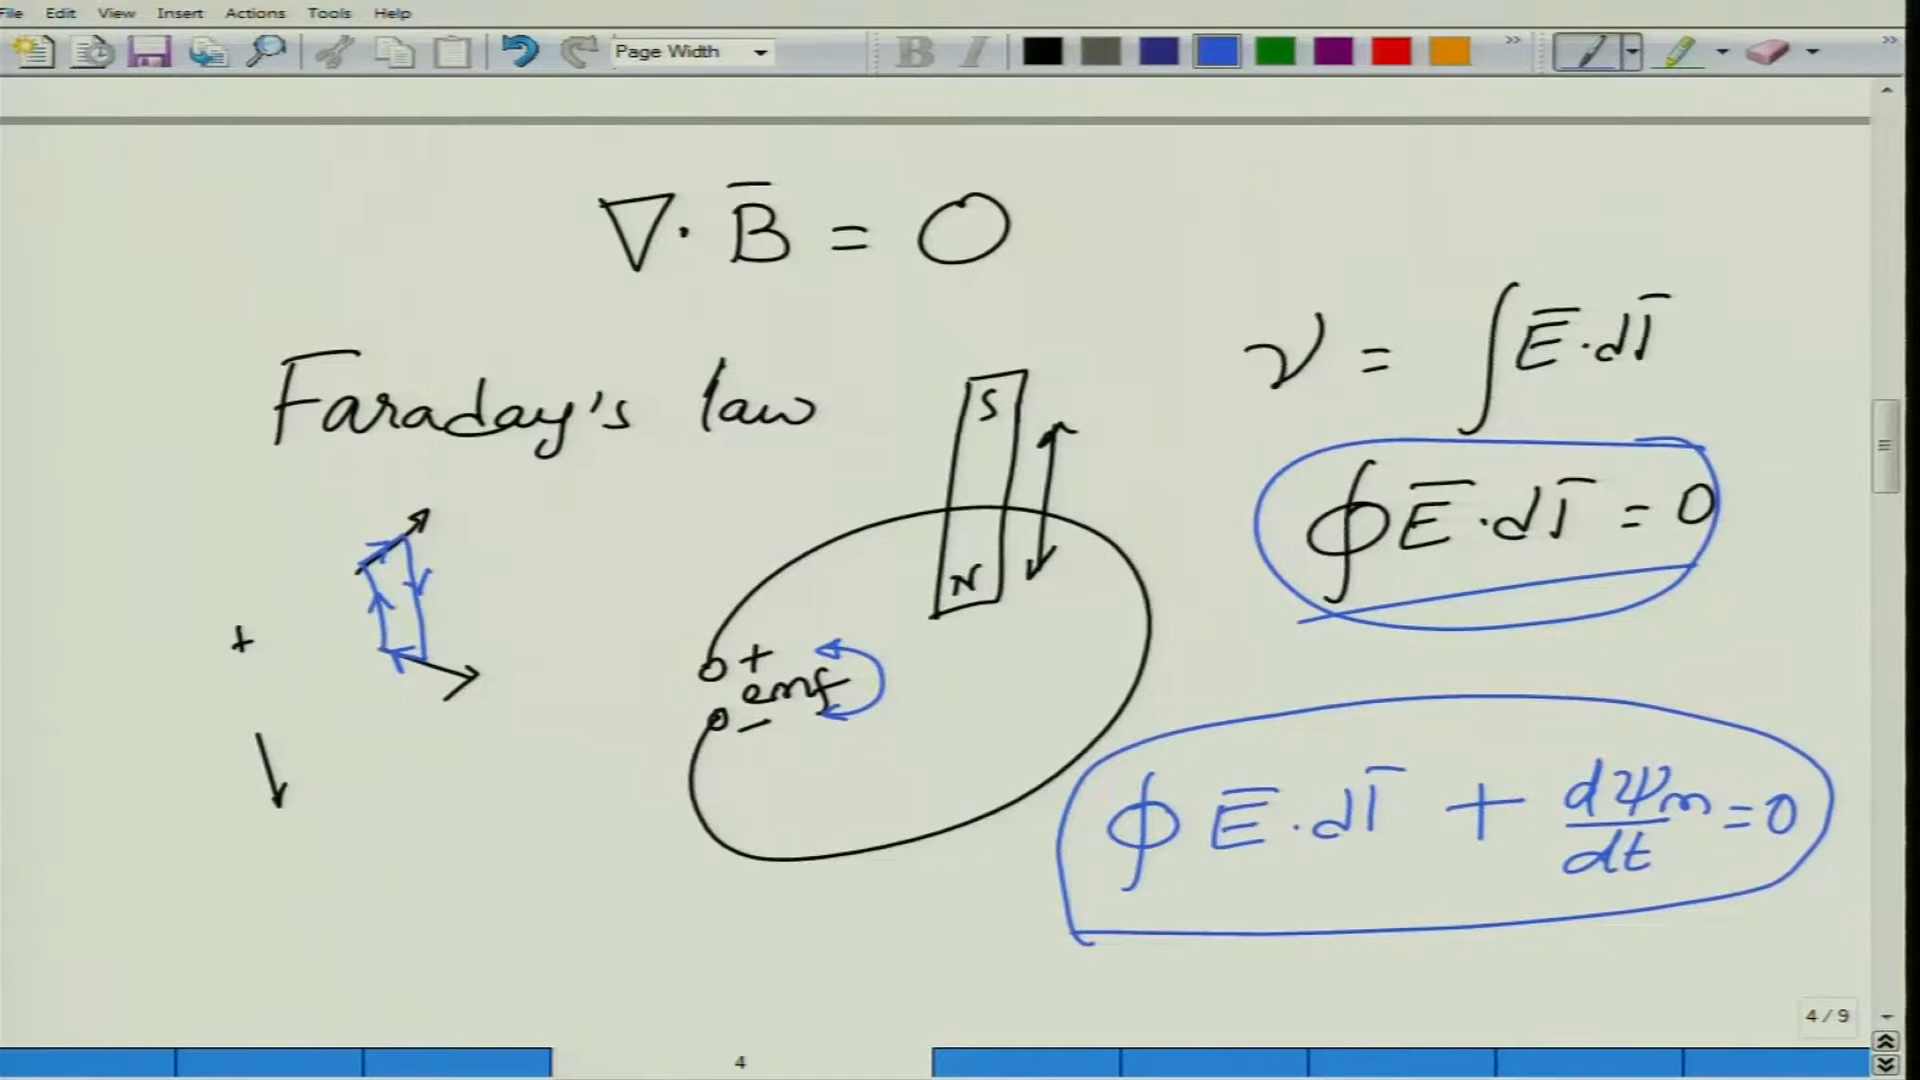 File Edit View Insert Actions Tools Help
Page Width
B I
∇· B̅ = 0
Faraday's law
S
N
V = ∫ E̅·dl̅
∮ E̅·dl̅ = 0
+
+
emf
−
∮ E̅·dl̅ + dψm/dt = 0
4 / 9
4